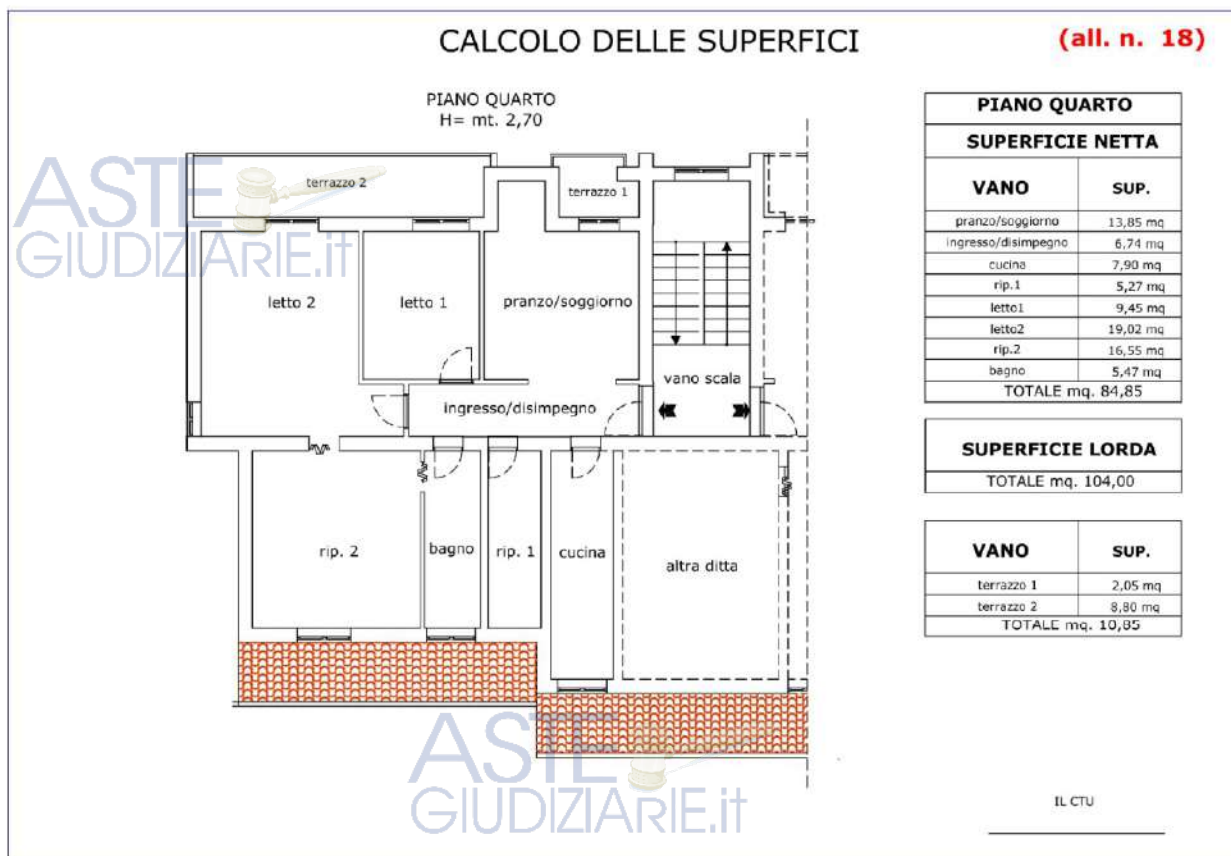 CALCOLO DELLE SUPERFICI
(all. n. 18)
PIANO QUARTO
H= mt. 2,70
ASTE
GIUDIZIARIE.it
terrazzo 2
terrazzo 1
letto 2
letto 1
pranzo/soggiorno
vano scala
ingresso/disimpegno
rip. 2
bagno
rip. 1
cucina
altra ditta
ASTE
GIUDIZIARIE.it
PIANO QUARTO
SUPERFICIE NETTA
VANO SUP.
pranzo/soggiorno 13,85 mq
ingresso/disimpegno 6,74 mq
cucina 7,90 mq
rip.1 5,27 mq
letto1 9,45 mq
letto2 19,02 mq
rip.2 16,55 mq
bagno 5,47 mq
TOTALE mq. 84,85
SUPERFICIE LORDA
TOTALE mq. 104,00
VANO SUP.
terrazzo 1 2,05 mq
terrazzo 2 8,80 mq
TOTALE mq. 10,85
IL CTU